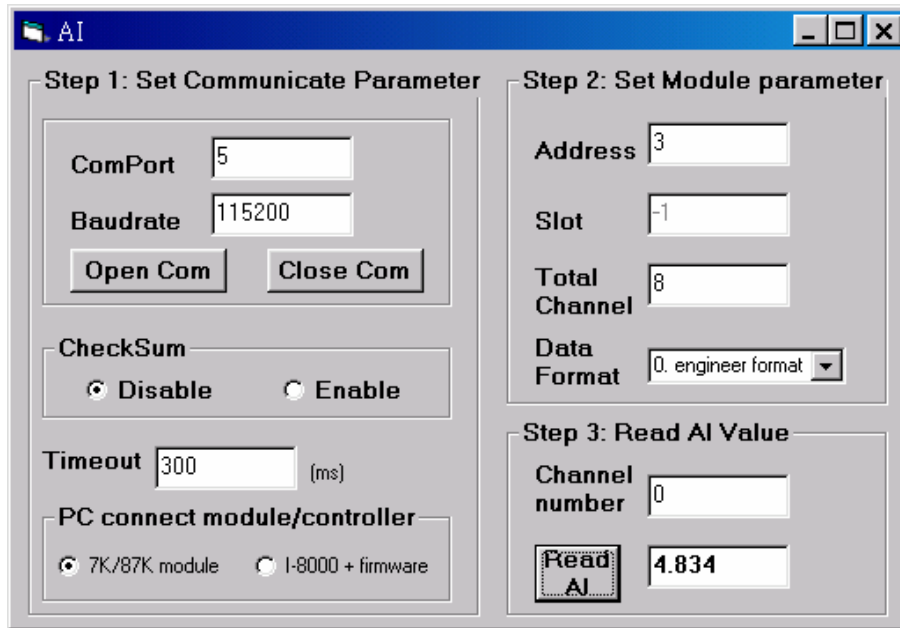 AI
Step 1: Set Communicate Parameter
ComPort 5
Baudrate 115200
Open Com Close Com
CheckSum
Disable Enable
Timeout 300 (ms)
PC connect module/controller
7K/87K module I-8000 + firmware
Step 2: Set Module parameter
Address 3
Slot -1
Total
Channel 8
Data
Format 0. engineer format
Step 3: Read AI Value
Channel
number 0
Read
AI
4.834